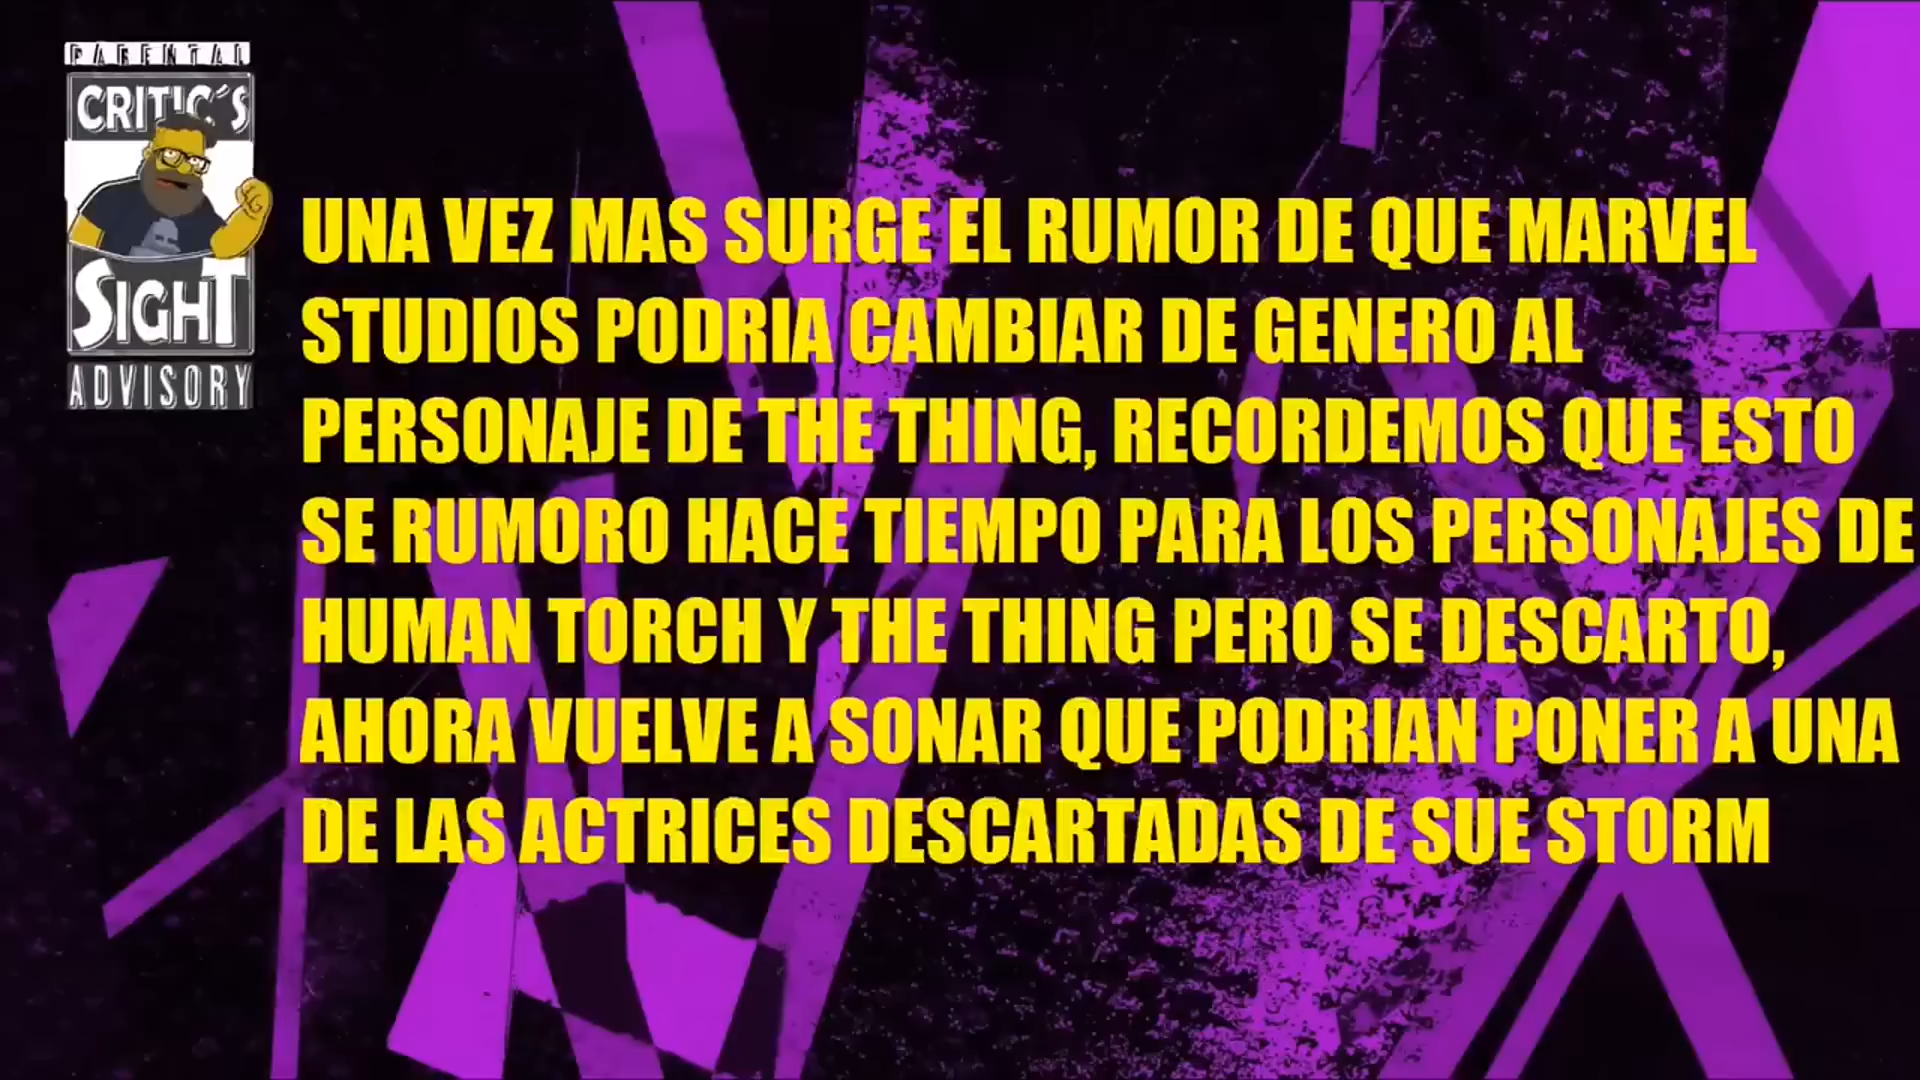 PARENTAL
CRITIC´S
SIGHT
ADVISORY
UNA VEZ MAS SURGE EL RUMOR DE QUE MARVEL
STUDIOS PODRIA CAMBIAR DE GENERO AL
PERSONAJE DE THE THING, RECORDEMOS QUE ESTO
SE RUMORO HACE TIEMPO PARA LOS PERSONAJES DE
HUMAN TORCH Y THE THING PERO SE DESCARTO,
AHORA VUELVE A SONAR QUE PODRIAN PONER A UNA
DE LAS ACTRICES DESCARTADAS DE SUE STORM